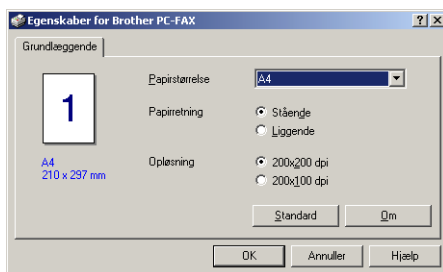 Egenskaber for Brother PC-FAX
Grundlæggende
Papirstørrelse
A4
1
Papirretning
Stående
Liggende
A4
210 x 297 mm
Opløsning
200x200 dpi
200x100 dpi
Standard
Om
OK
Annuller
Hjælp